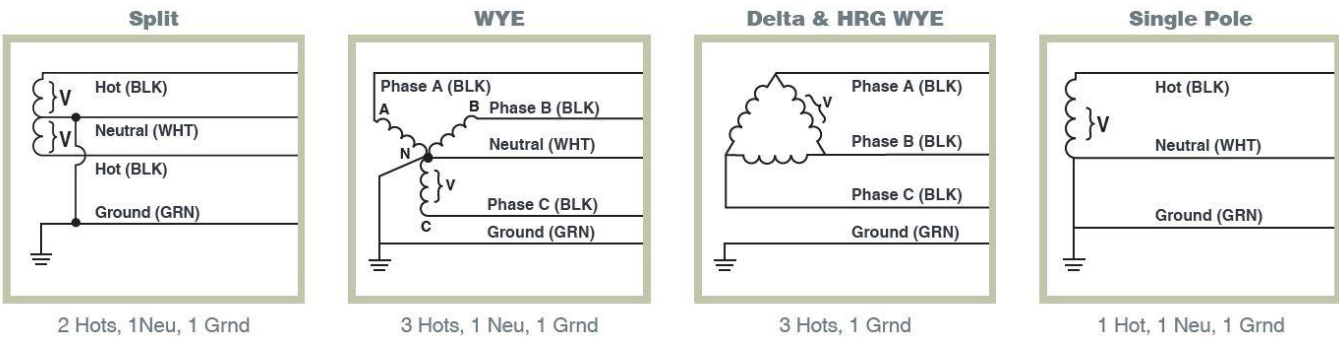 Split
V
V
Hot (BLK)
Neutral (WHT)
Hot (BLK)
Ground (GRN)
2 Hots, 1Neu, 1 Grnd
WYE
Phase A (BLK)
A
B Phase B (BLK)
N
Neutral (WHT)
V
Phase C (BLK)
C
Ground (GRN)
3 Hots, 1 Neu, 1 Grnd
Delta & HRG WYE
Phase A (BLK)
V
Phase B (BLK)
Phase C (BLK)
Ground (GRN)
3 Hots, 1 Grnd
Single Pole
Hot (BLK)
V
Neutral (WHT)
Ground (GRN)
1 Hot, 1 Neu, 1 Grnd